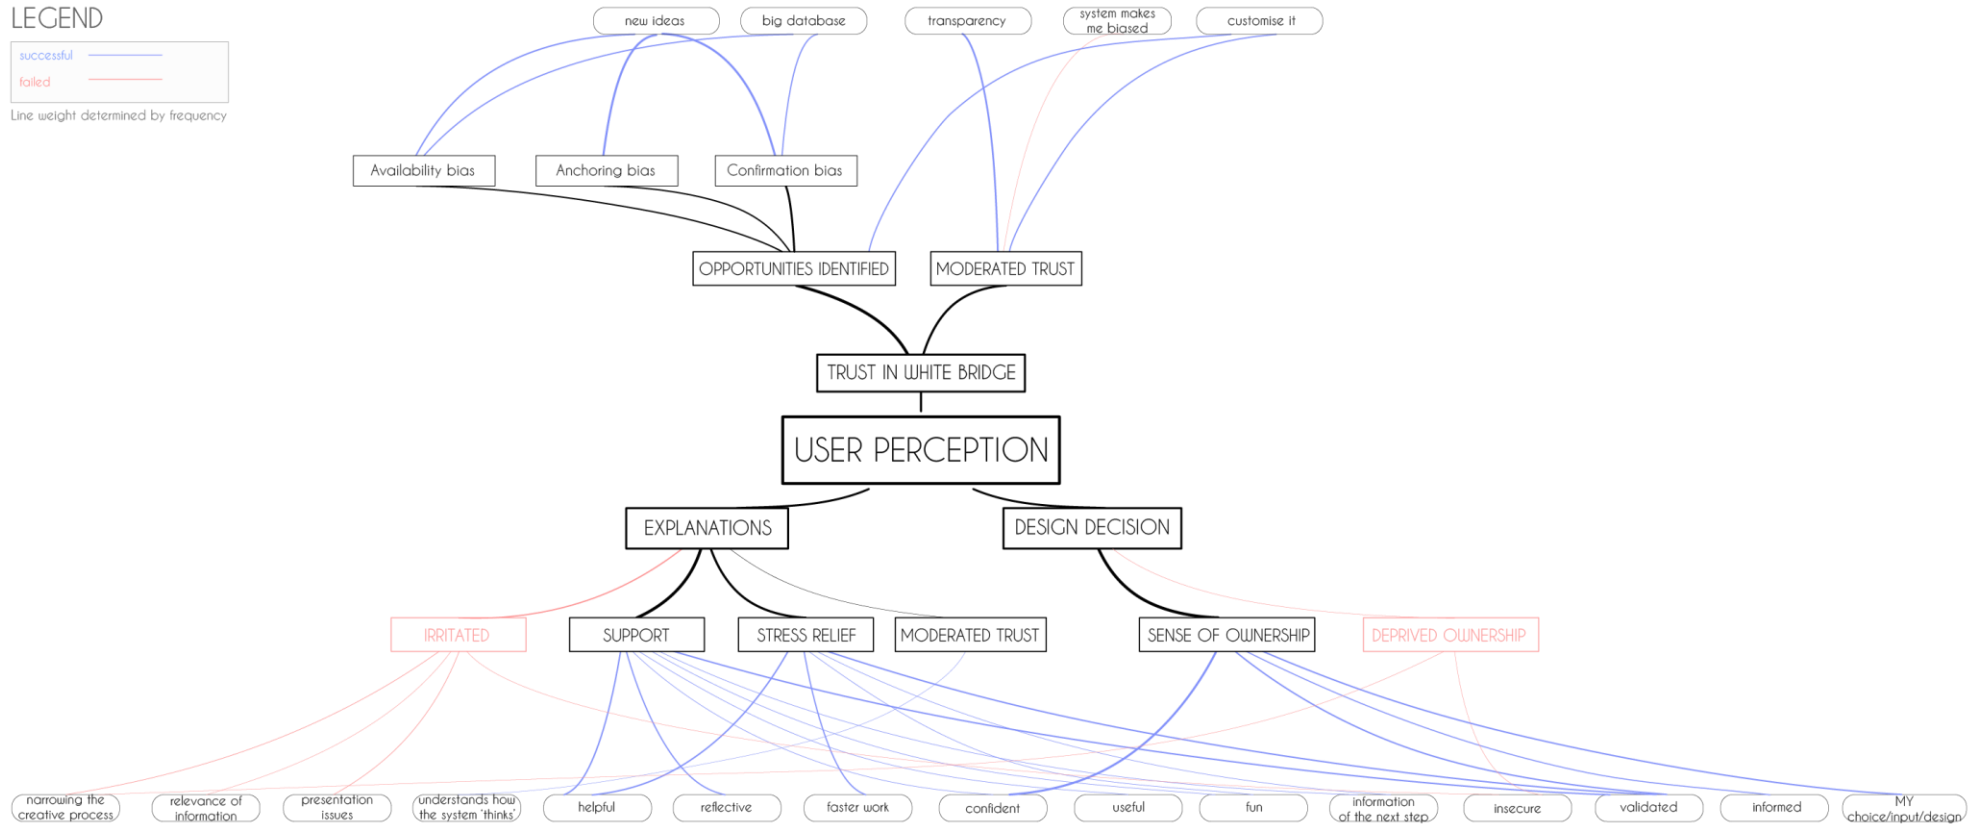 LEGEND
successful
failed
Line weight determined by frequency
new ideas
big database
transparency
system makes
me biased
customise it
Availability bias
Anchoring bias
Confirmation bias
OPPORTUNITIES IDENTIFIED
MODERATED TRUST
TRUST IN WHITE BRIDGE
USER PERCEPTION
EXPLANATIONS
DESIGN DECISION
IRRITATED
SUPPORT
STRESS RELIEF
MODERATED TRUST
SENSE OF OWNERSHIP
DEPRIVED OWNERSHIP
narrowing the
creative process
relevance of
information
presentation
issues
understands how
the system 'thinks'
helpful
reflective
faster work
confident
useful
fun
information
of the next step
insecure
validated
informed
MY
choice/input/design